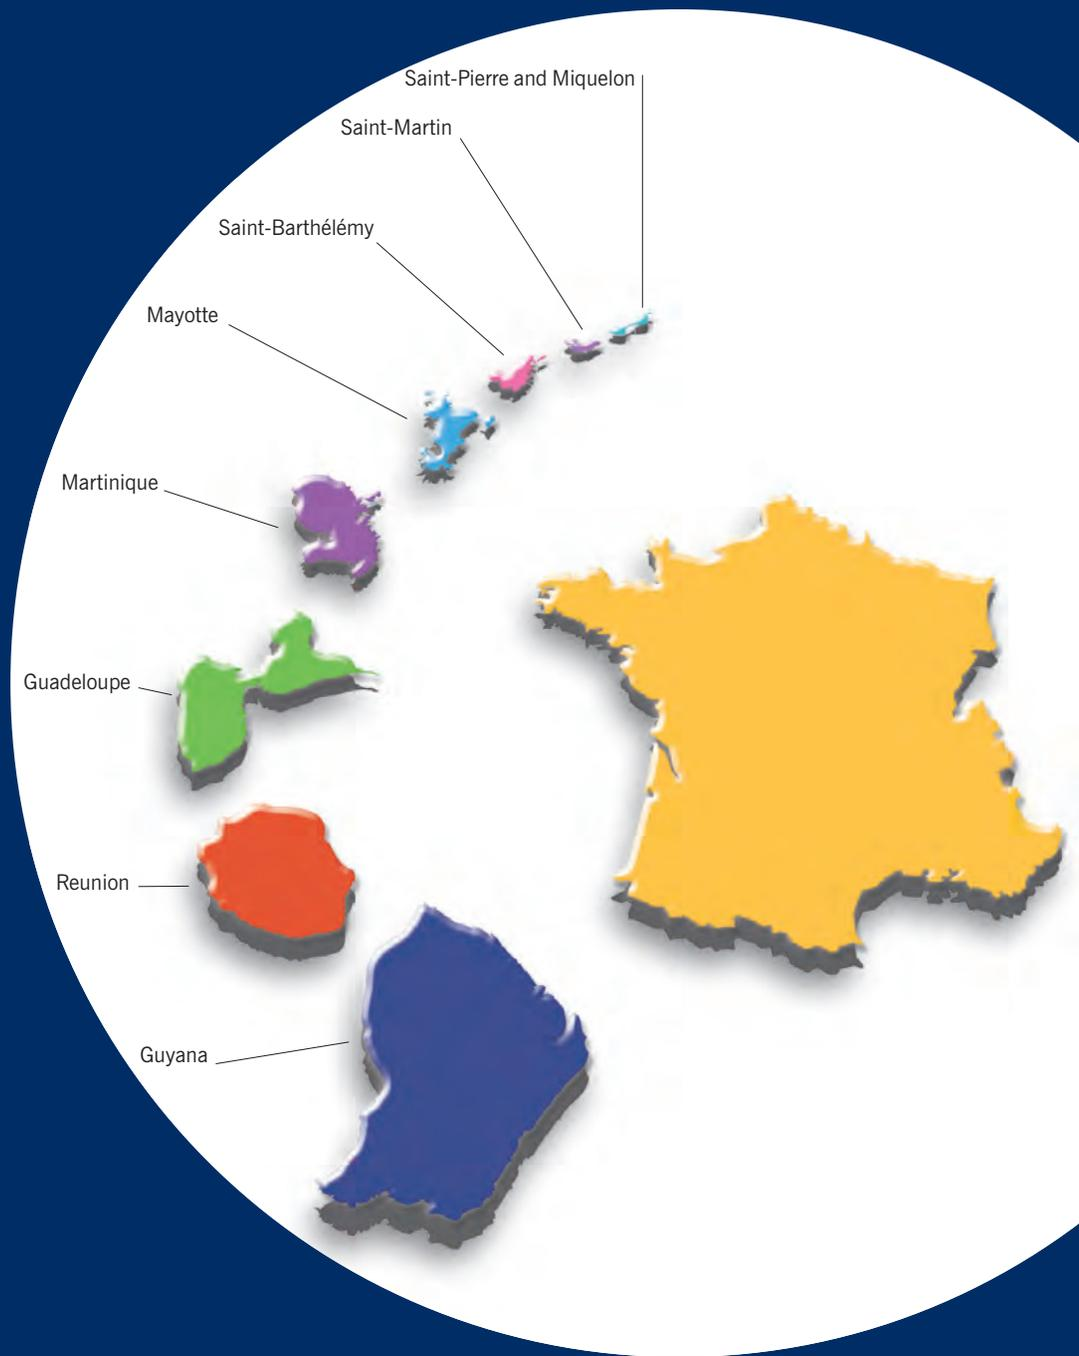 Saint-Pierre and Miquelon
Saint-Martin
Saint-Barthélémy
Mayotte
Martinique
Guadeloupe
Reunion
Guyana